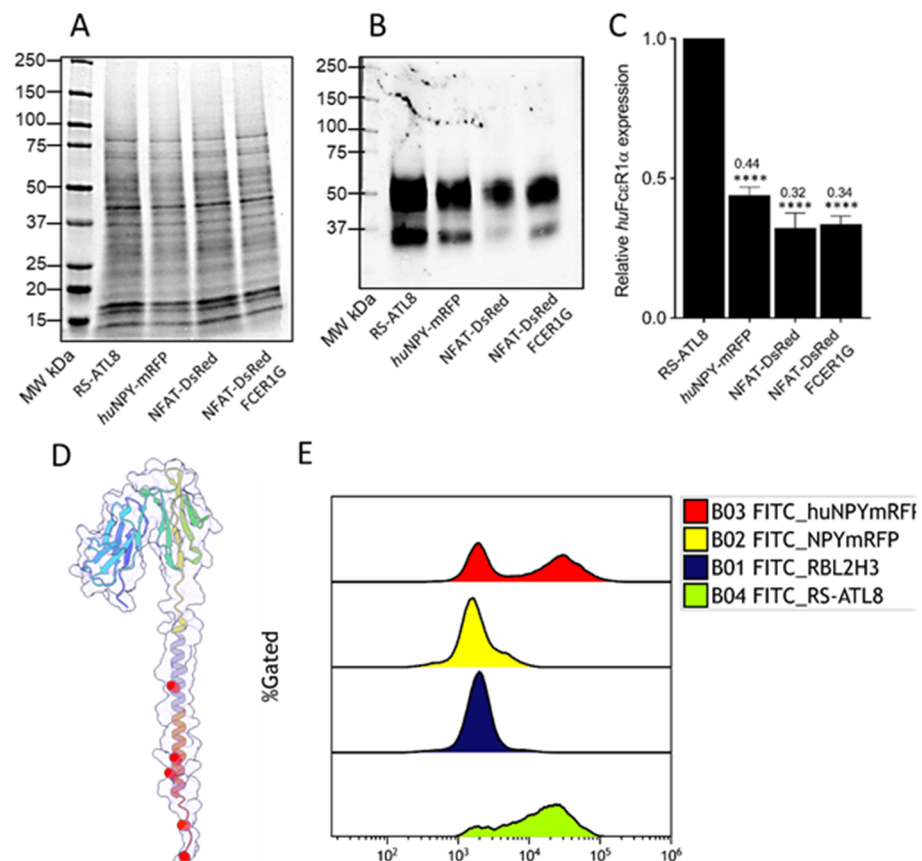 A
B
C
250
150
100
75
50
37
25
20
15
MW kDa
RS-ATL8
huNPY-mRFP
NFAT-DsRed
NFAT-DsRed
FCER1G
250
150
100
75
50
37
MW kDa
RS-ATL8
huNPY-mRFP
NFAT-DsRed
NFAT-DsRed
FCER1G
Relative huFcεR1α expression
1.0
0.5
0.0
0.44
****
0.32
****
0.34
****
RS-ATL8
huNPY-mRFP
NFAT-DsRed
NFAT-DsRed
FCER1G
D
E
%Gated
B03 FITC_huNPYmRFP
B02 FITC_NPYmRFP
B01 FITC_RBL2H3
B04 FITC_RS-ATL8
10² 10³ 10⁴ 10⁵ 10⁶